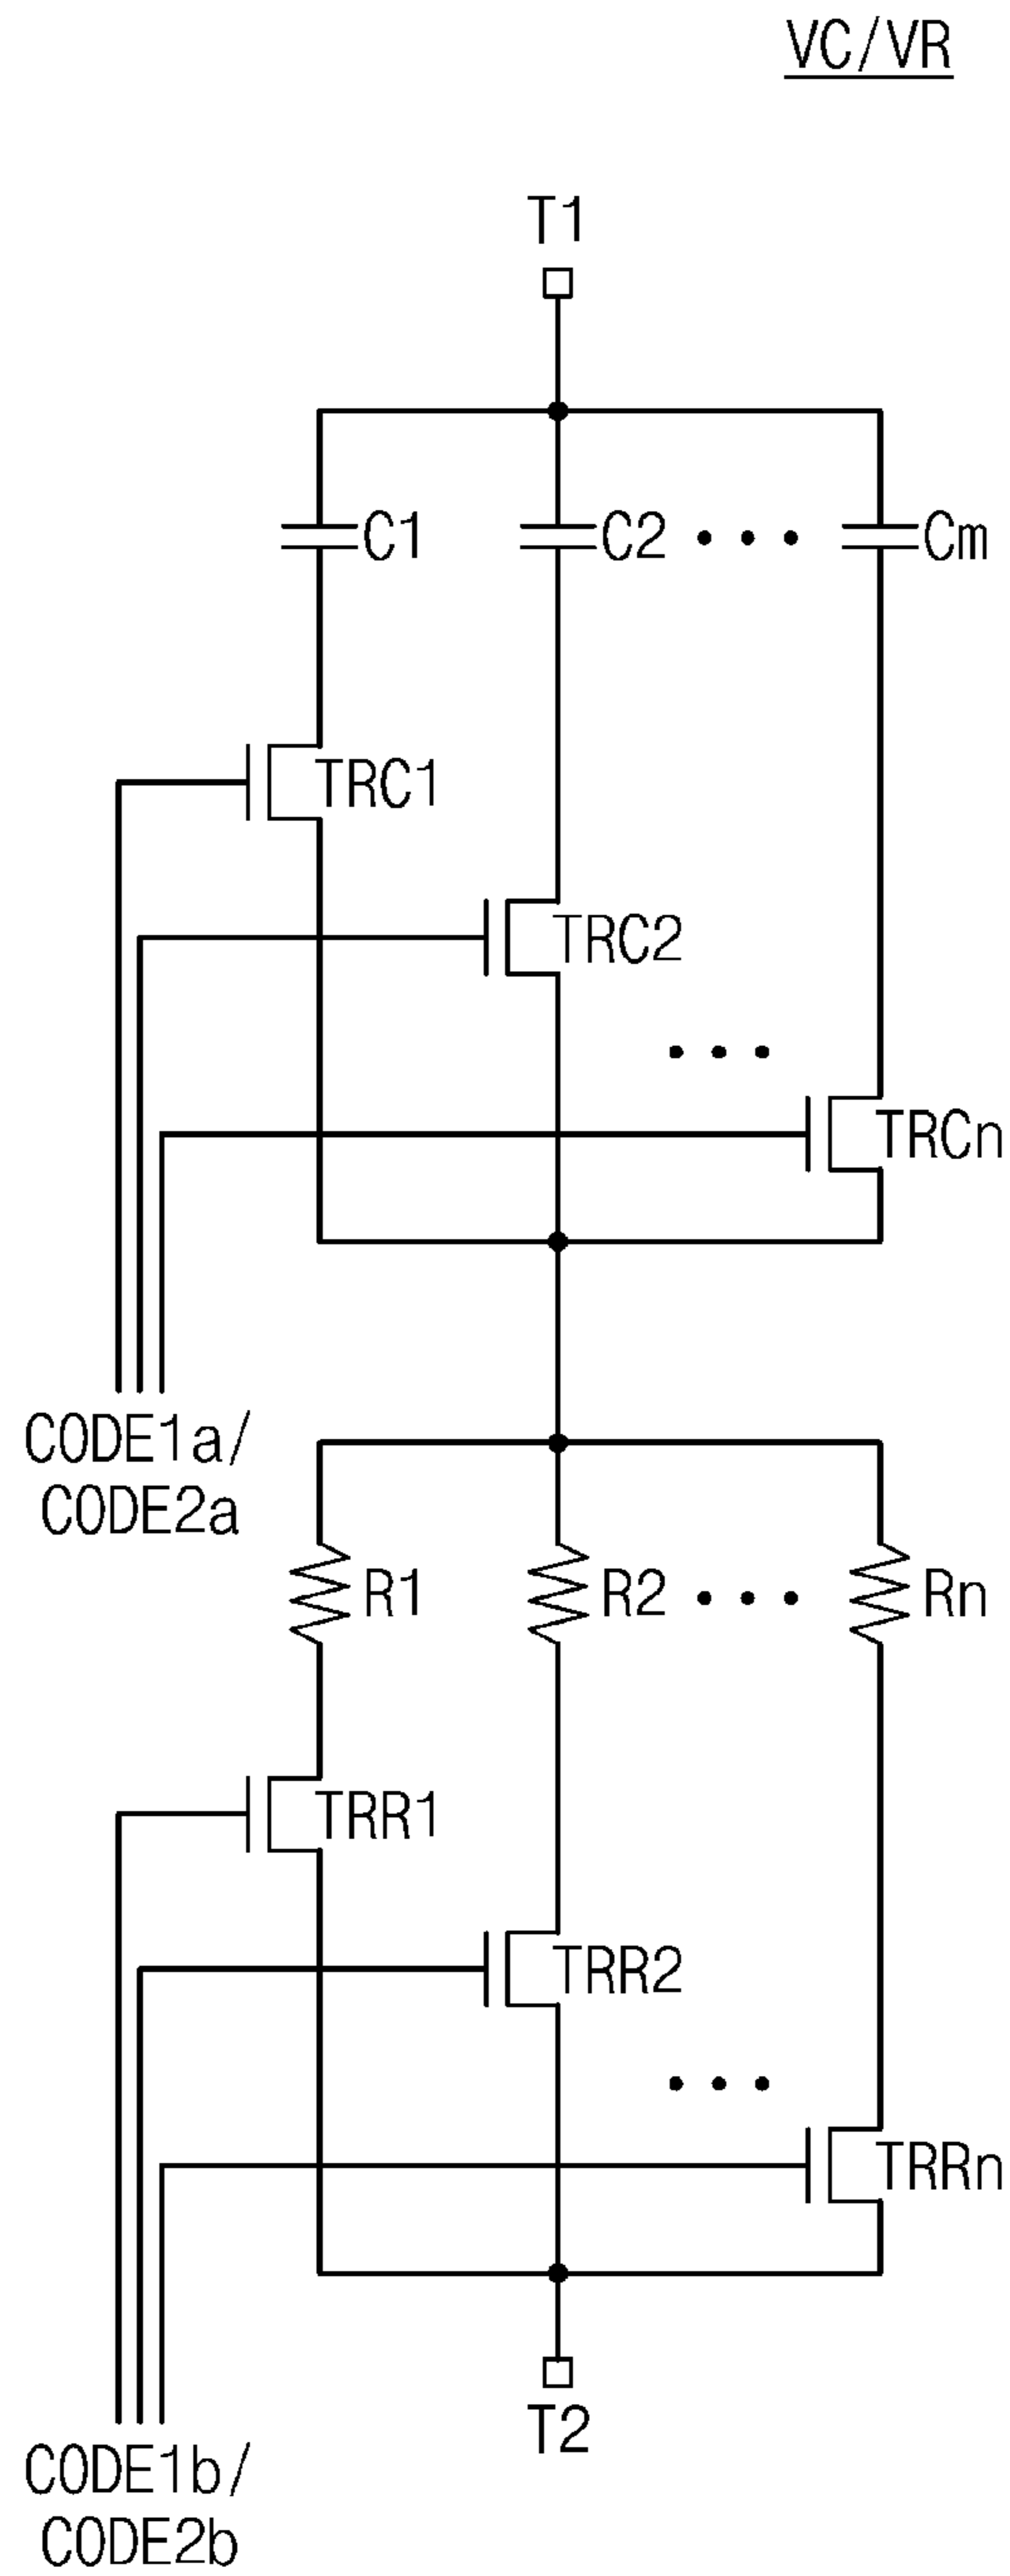 VC/VR
T1
C1 C2 • • • Cm
TRC1
TRC2
• • •
TRCn
CODE1a/
CODE2a
R1 R2 • • • Rn
TRR1
TRR2
• • •
TRRn
T2
CODE1b/
CODE2b